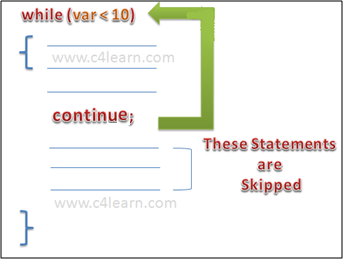 while (var < 10)
{
www.c4learn.com
continue;
These Statements
are
Skipped
www.c4learn.com
}